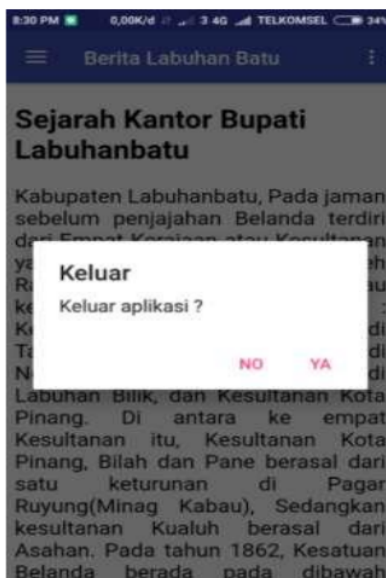 8:30 PM 0,00K/d 3 4G TELKOMSEL 34%
Berita Labuhan Batu
Sejarah Kantor Bupati
Labuhanbatu
Kabupaten Labuhanbatu, Pada jaman
sebelum penjajahan Belanda terdiri
dari Empat Kerajaan atau Kesultanan
Keluar
Keluar aplikasi ?
NO YA
Labuhan Bilik, dan Kesultanan Kota
Pinang. Di antara ke empat
Kesultanan itu, Kesultanan Kota
Pinang, Bilah dan Pane berasal dari
satu keturunan di Pagar
Ruyung(Minag Kabau), Sedangkan
kesultanan Kualuh berasal dari
Asahan. Pada tahun 1862, Kesatuan
Belanda berada pada dibawah